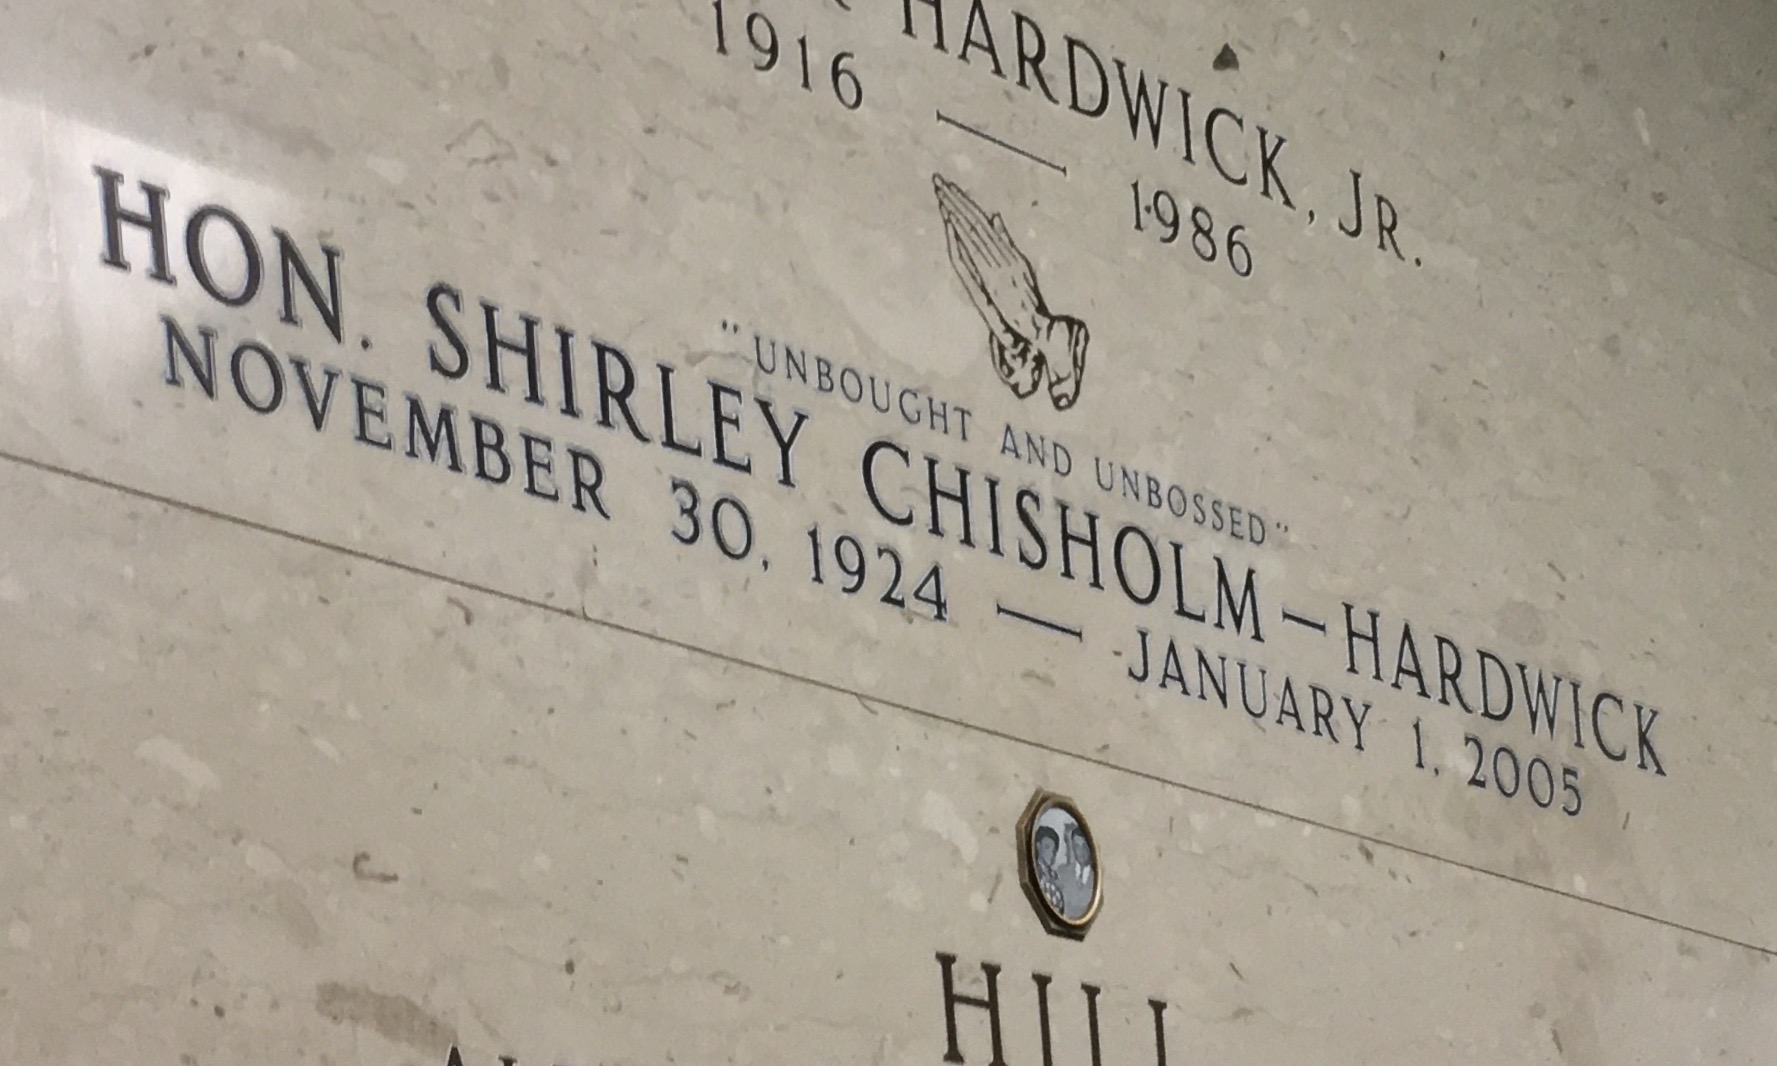 HARDWICK, JR.
1916 — 1986
"UNBOUGHT AND UNBOSSED"
HON. SHIRLEY CHISHOLM-HARDWICK
NOVEMBER 30, 1924 — JANUARY 1, 2005
HILL